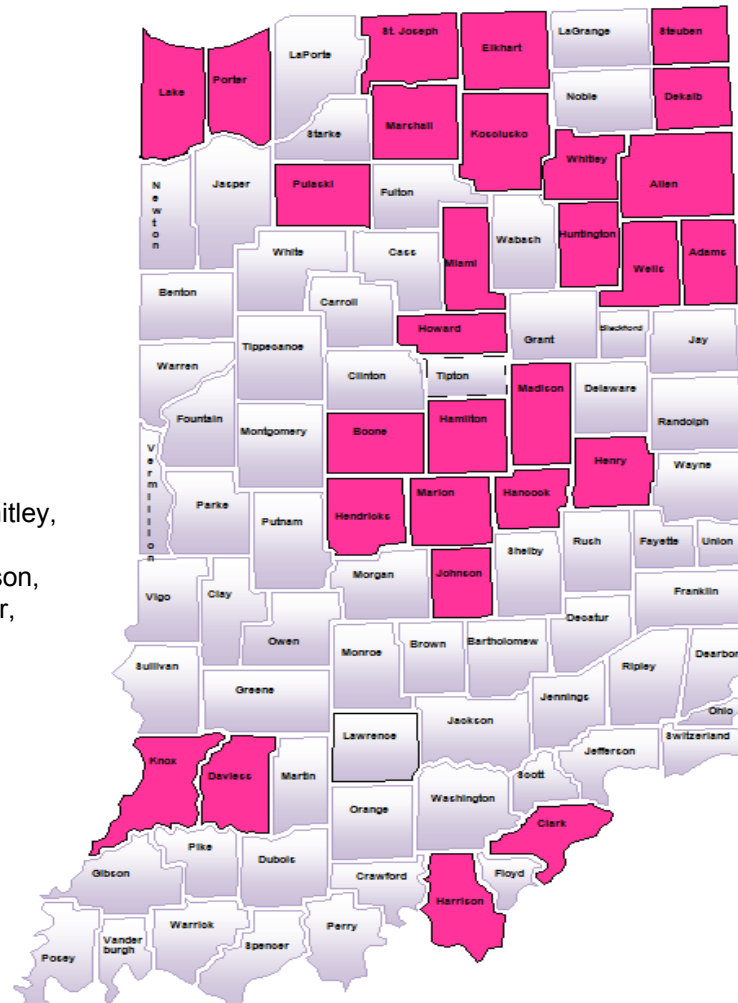 St. Joseph
Elkhart
LaGrange
Steuben
LaPorte
Lake
Porter
Noble
Dekalb
Marshall
Kosciusko
Starke
Whitley
Allen
Newton
Jasper
Pulaski
Fulton
Huntington
Wabash
Miami
Wells
Adams
White
Cass
Benton
Carroll
Howard
Grant
Blackford
Jay
Tippecanoe
Warren
Clinton
Tipton
Madison
Delaware
Fountain
Montgomery
Boone
Hamilton
Randolph
Vermillion
Henry
Wayne
Parke
Putnam
Hendricks
Marion
Hancock
itley,
Rush
Fayette
Union
Shelby
Morgan
Johnson
son,
Vigo
Clay
Franklin
r,
Decatur
Owen
Monroe
Brown
Bartholomew
Ripley
Dearbor
Sullivan
Greene
Jennings
Jackson
Ohio
Lawrence
Switzerland
Jefferson
Knox
Daviess
Martin
Scott
Washington
Orange
Clark
Pike
Dubois
Gibson
Crawford
Floyd
Harrison
Warrick
Perry
Vander
burgh
Spencer
Posey